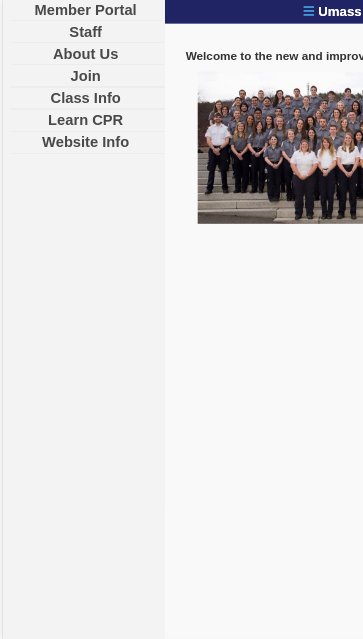 Member Portal
Staff
About Us
Join
Class Info
Learn CPR
Website Info
☰ Umass
Welcome to the new and improv